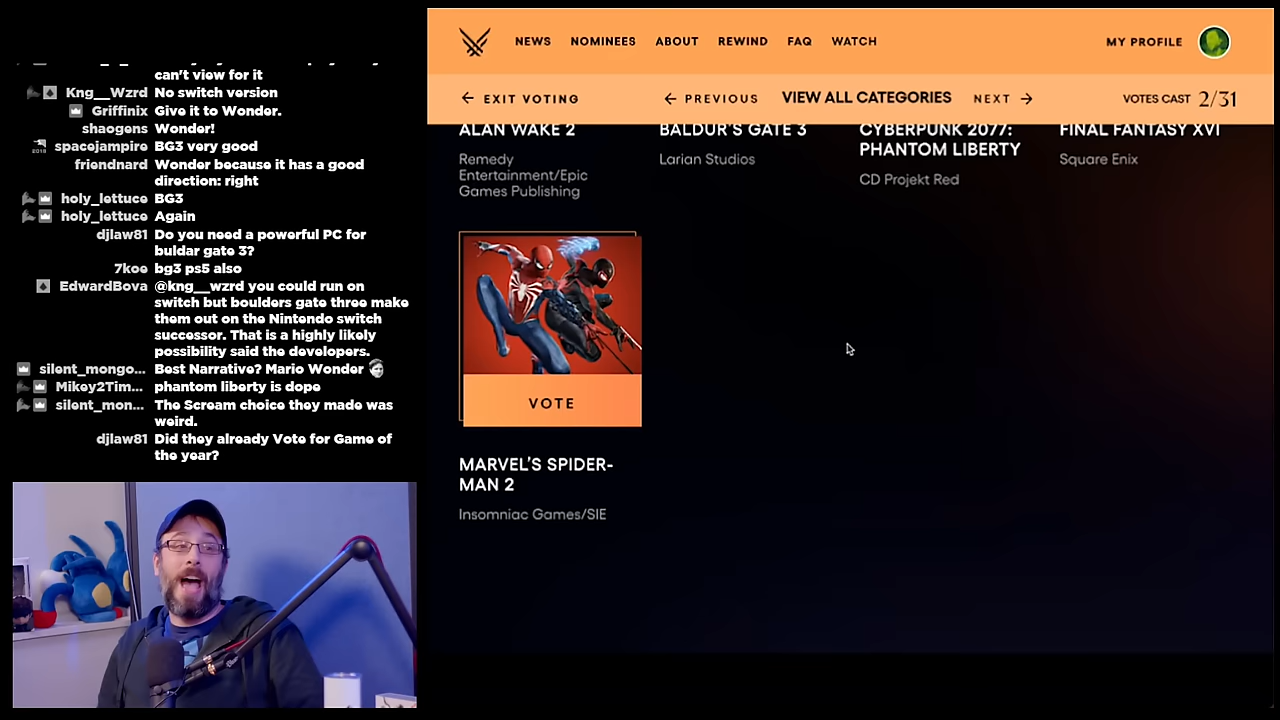 can't view for it
Kng__Wzrd No switch version
Griffinix Give it to Wonder.
shaogens Wonder!
spacejampire BG3 very good
friendnard Wonder because it has a good
direction: right
holy_lettuce BG3
holy_lettuce Again
djlaw81 Do you need a powerful PC for
buldar gate 3?
7koe bg3 ps5 also
EdwardBova @kng__wzrd you could run on
switch but boulders gate three make
them out on the Nintendo switch
successor. That is a highly likely
possibility said the developers.
silent_mongo... Best Narrative? Mario Wonder
Mikey2Tim... phantom liberty is dope
silent_mon... The Scream choice they made was
weird.
djlaw81 Did they already Vote for Game of
the year?
NEWS NOMINEES ABOUT REWIND FAQ WATCH MY PROFILE
← EXIT VOTING ← PREVIOUS VIEW ALL CATEGORIES NEXT → VOTES CAST 2/31
ALAN WAKE 2
Remedy
Entertainment/Epic
Games Publishing
BALDUR'S GATE 3
Larian Studios
CYBERPUNK 2077:
PHANTOM LIBERTY
CD Projekt Red
FINAL FANTASY XVI
Square Enix
VOTE
MARVEL'S SPIDER-
MAN 2
Insomniac Games/SIE